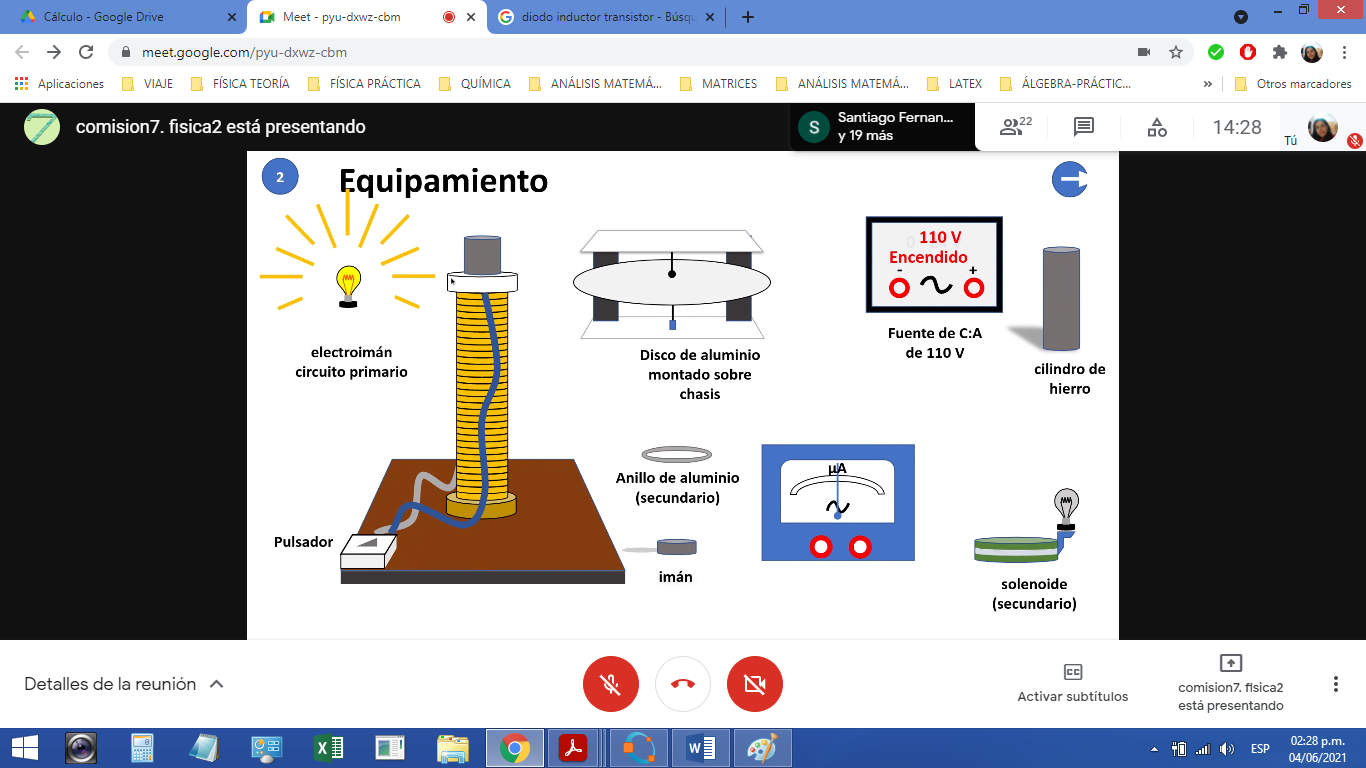 Cálculo - Google Drive
Meet - pyu-dxwz-cbm
diodo inductor transistor - Búsqu
meet.google.com/pyu-dxwz-cbm
Aplicaciones
VIAJE
FÍSICA TEORÍA
FÍSICA PRÁCTICA
QUÍMICA
ANÁLISIS MATEMÁ...
MATRICES
ANÁLISIS MATEMÁ...
LATEX
ÁLGEBRA-PRÁCTIC...
»
Otros marcadores
7
comision7. fisica2 está presentando
S
Santiago Fernan...
y 19 más
22
14:28
Tú
2
Equipamiento
110 V
Encendido
- +
electroimán
circuito primario
Disco de aluminio
montado sobre
chasis
Fuente de C:A
de 110 V
cilindro de
hierro
Anillo de aluminio
(secundario)
µA
Pulsador
imán
solenoide
(secundario)
Detalles de la reunión
CC
Activar subtítulos
comision7. fisica2
está presentando
ESP
02:28 p.m.
04/06/2021